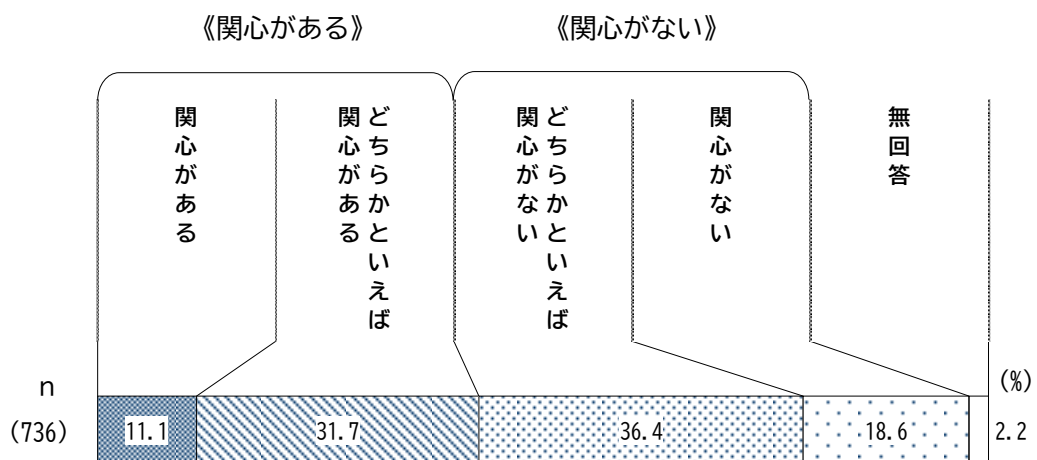 《関心がある》
《関心がない》
関心がある
どちらかといえば
関心がある
どちらかといえば
関心がない
関心がない
無回答
n
(%)
(736)
11.1
31.7
36.4
18.6
2.2